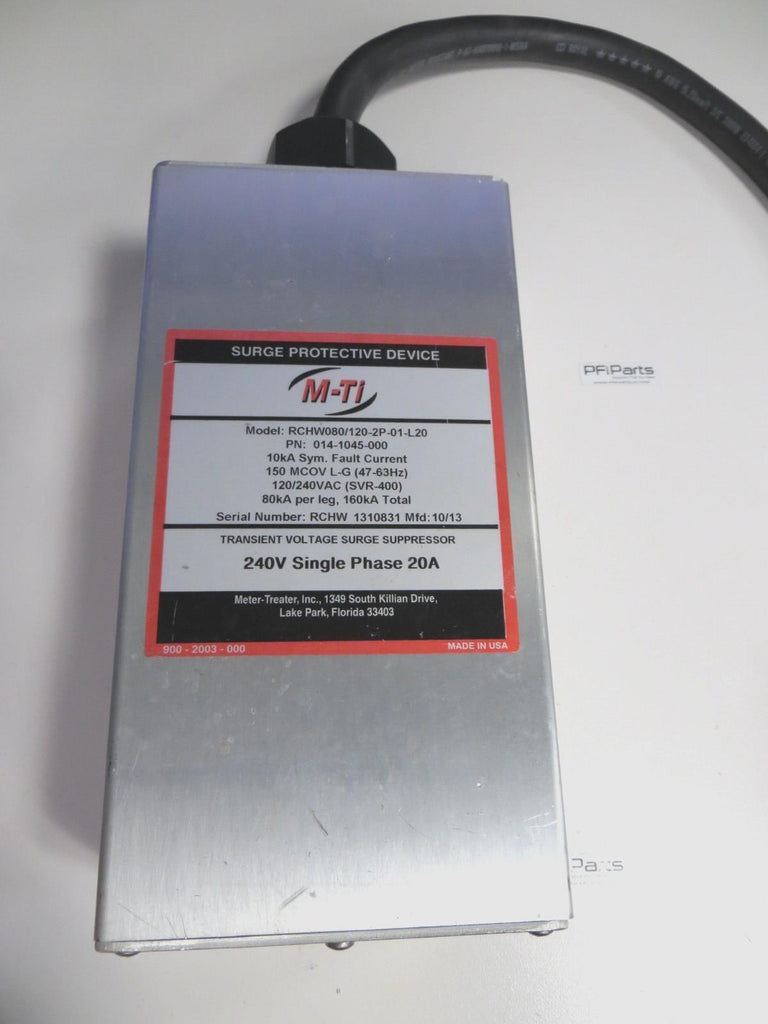 SURGE PROTECTIVE DEVICE
M-Ti
Model: RCHW080/120-2P-01-L20
PN: 014-1045-000
10kA Sym. Fault Current
150 MCOV L-G (47-63Hz)
120/240VAC (SVR-400)
80kA per leg, 160kA Total
Serial Number: RCHW 1310831 Mfd: 10/13
TRANSIENT VOLTAGE SURGE SUPPRESSOR
240V Single Phase 20A
Meter-Treater, Inc., 1349 South Killian Drive,
Lake Park, Florida 33403
900 - 2003 - 000
MADE IN USA
PFiParts
Parts